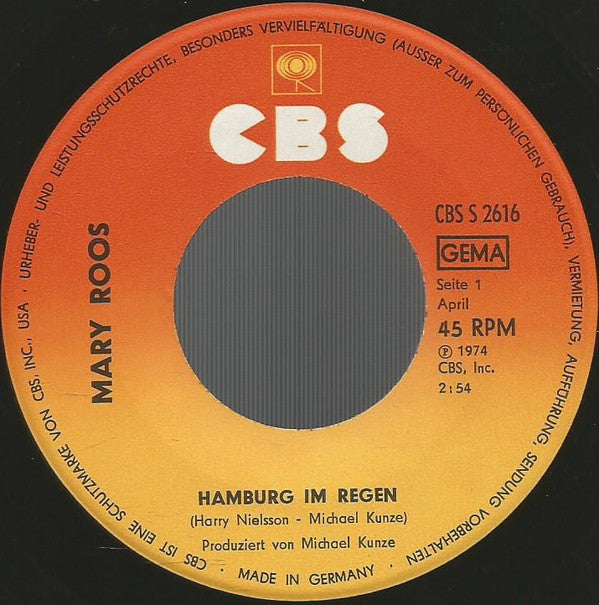 URHEBER- UND LEISTUNGSSCHUTZRECHTE, BESONDERS VERVIELFÄLTIGUNG (AUSSER ZUM PERSÖNLICHEN GEBRAUCH), VERMIETUNG, AUFFÜHRUNG, SENDUNG VORBEHALTEN
CBS
CBS S 2616
GEMA
Seite 1
April
45 RPM
℗ 1974
CBS, Inc.
2:54
MARY ROOS
HAMBURG IM REGEN
(Harry Nielsson - Michael Kunze)
Produziert von Michael Kunze
CBS IST EINE SCHUTZMARKE VON CBS, INC., USA •
• MADE IN GERMANY •